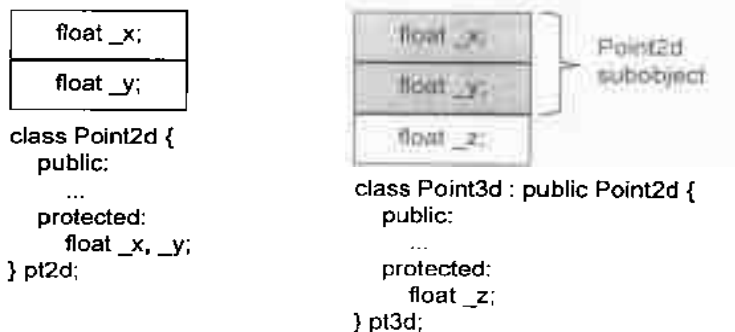 float _x;
float _y;
class Point2d {
public:
...
protected:
float _x, _y;
} pt2d;
float _x;
float _y;
float _z;
Point2d
subobject
class Point3d : public Point2d {
public:
...
protected:
float _z;
} pt3d;